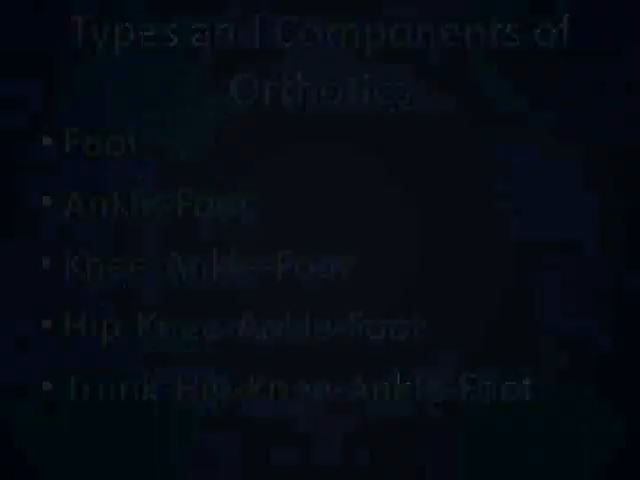 Types and Components of
Orthotics
• Foot
• Ankle-Foot
• Knee-Ankle-Foot
• Hip-Knee-Ankle-Foot
• Trunk-Hip-Knee-Ankle-Foot